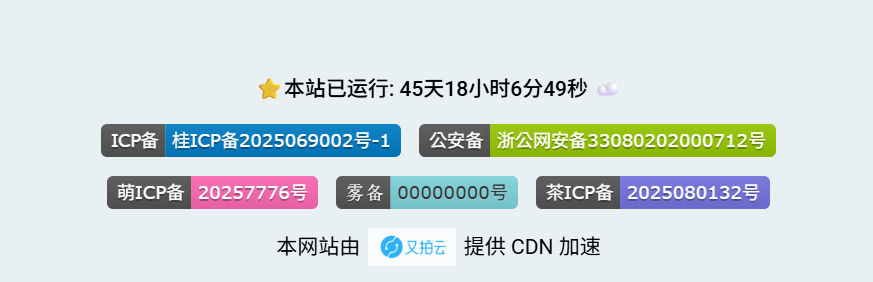 本站已运行: 45天18小时6分49秒
ICP备 桂ICP备2025069002号-1 公安备 浙公网安备33080202000712号
萌ICP备 20257776号 雾备 00000000号 茶ICP备 2025080132号
本网站由 又拍云 提供 CDN 加速